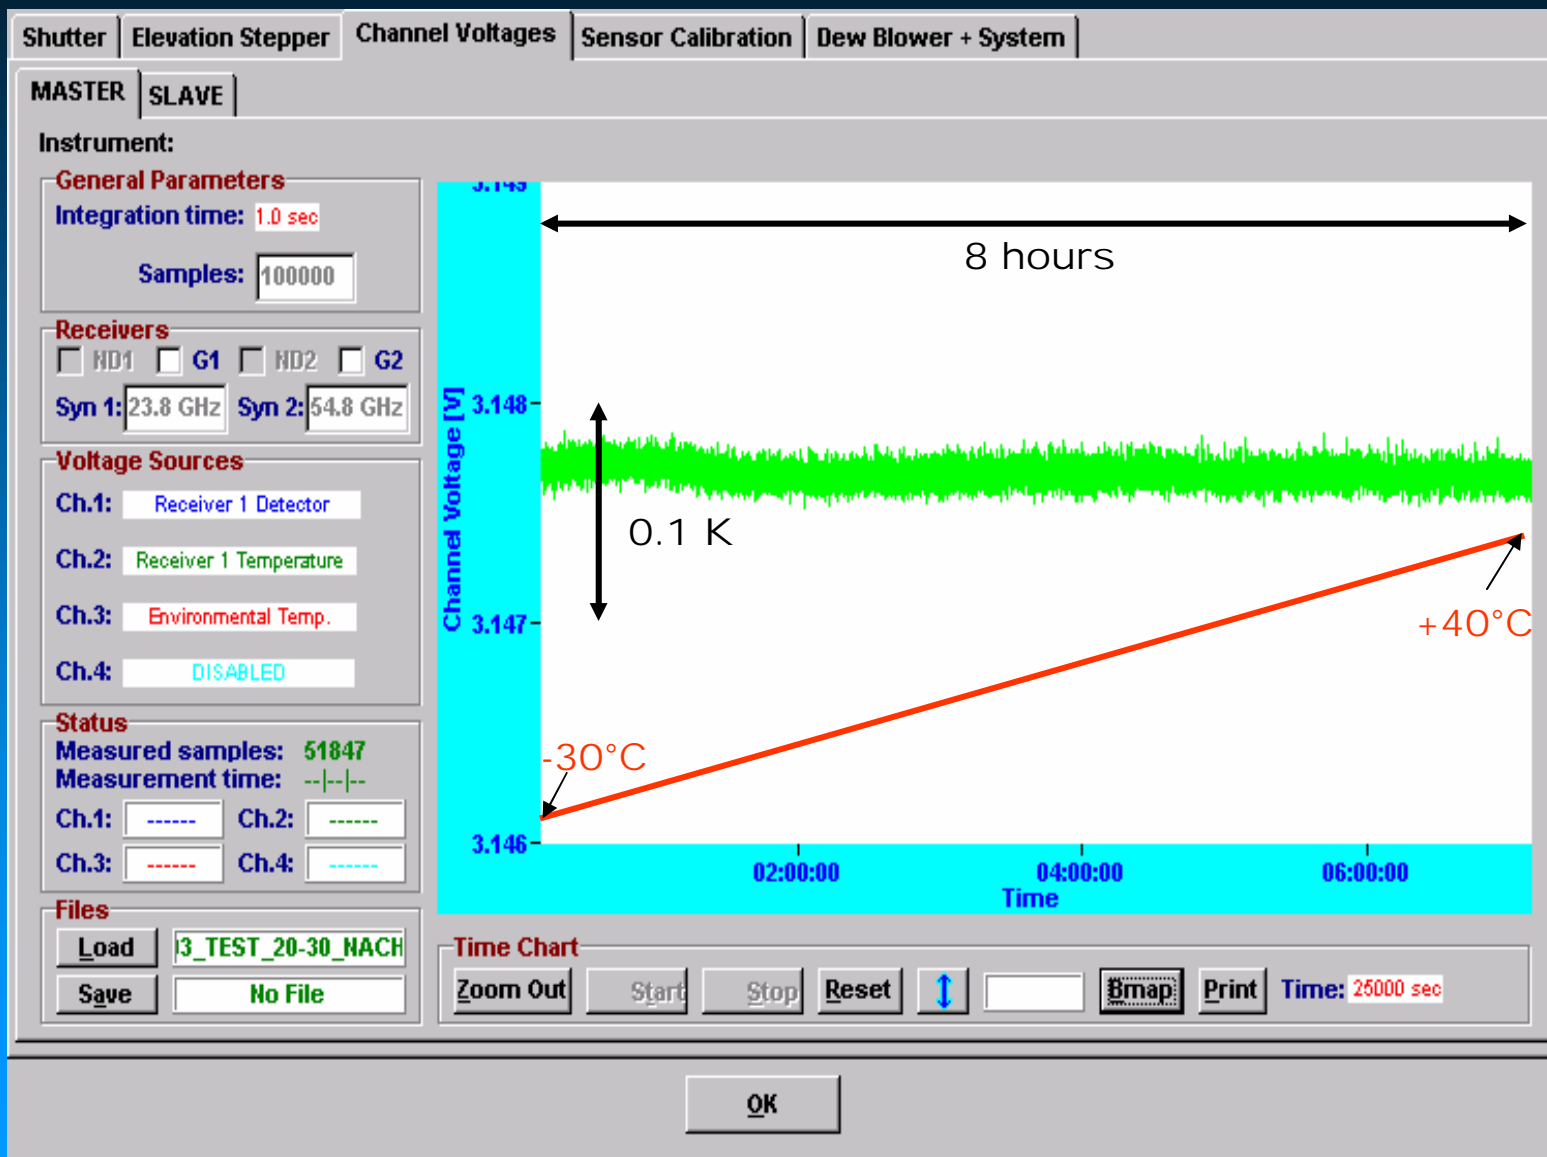 Shutter Elevation Stepper Channel Voltages Sensor Calibration Dew Blower + System
MASTER SLAVE
Instrument:
General Parameters
Integration time: 1.0 sec
Samples: 100000
Receivers
ND1 G1 ND2 G2
Syn 1: 23.8 GHz Syn 2: 54.8 GHz
Voltage Sources
Ch.1: Receiver 1 Detector
Ch.2: Receiver 1 Temperature
Ch.3: Environmental Temp.
Ch.4: DISABLED
Status
Measured samples: 51847
Measurement time: --|--|--
Ch.1: ------ Ch.2: ------
Ch.3: ------ Ch.4: ------
Files
Load 3_TEST_20-30_NACH
Save No File
3.149
8 hours
Channel Voltage [V]
3.148
0.1 K
3.147
+40°C
-30°C
3.146
02:00:00 04:00:00 06:00:00
Time
Time Chart
Zoom Out Start Stop Reset Bmap Print Time: 25000 sec
OK